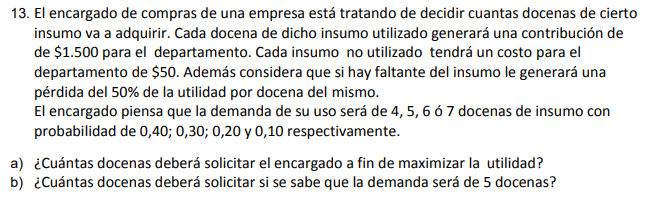 13. El encargado de compras de una empresa está tratando de decidir cuantas docenas de cierto
insumo va a adquirir. Cada docena de dicho insumo utilizado generará una contribución de
de $1.500 para el departamento. Cada insumo no utilizado tendrá un costo para el
departamento de $50. Además considera que si hay faltante del insumo le generará una
pérdida del 50% de la utilidad por docena del mismo.
El encargado piensa que la demanda de su uso será de 4, 5, 6 ó 7 docenas de insumo con
probabilidad de 0,40; 0,30; 0,20 y 0,10 respectivamente.
a) ¿Cuántas docenas deberá solicitar el encargado a fin de maximizar la utilidad?
b) ¿Cuántas docenas deberá solicitar si se sabe que la demanda será de 5 docenas?